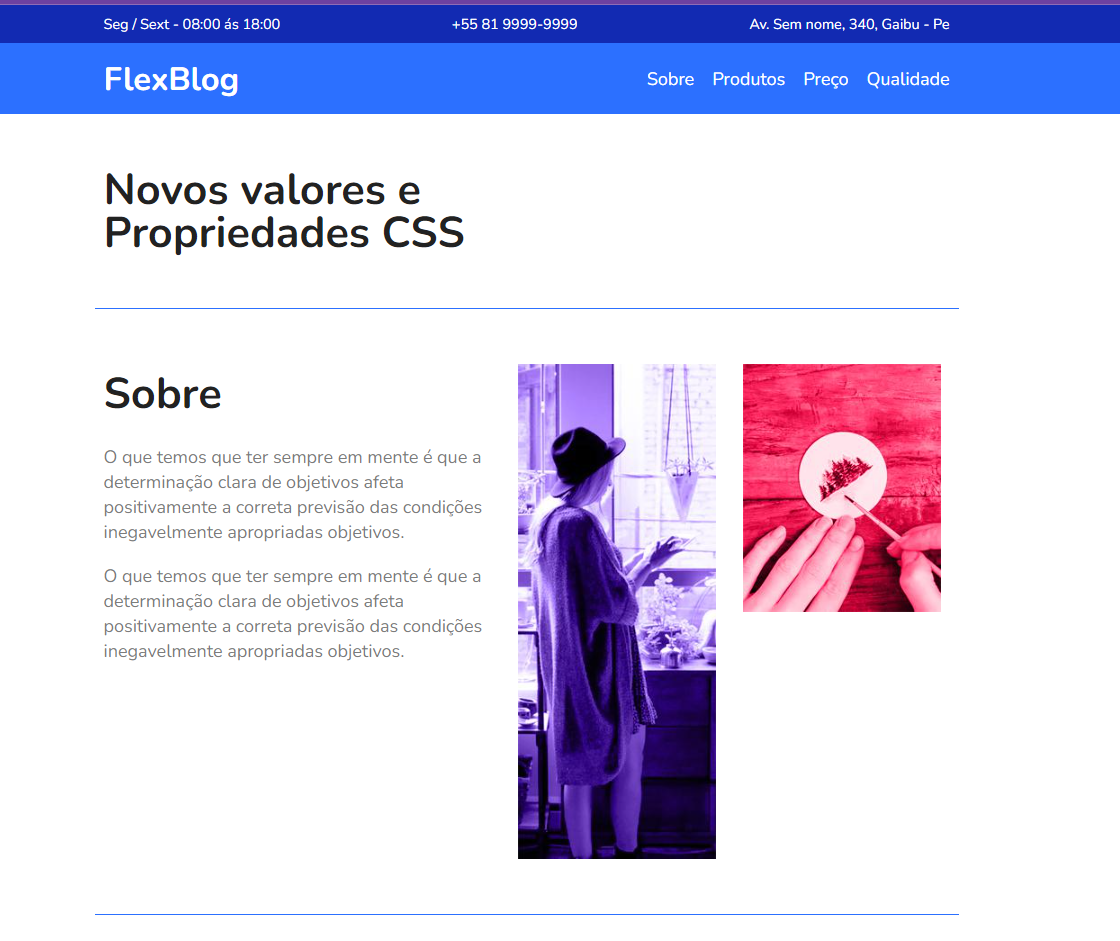 Seg / Sext - 08:00 ás 18:00
+55 81 9999-9999
Av. Sem nome, 340, Gaibu - Pe
FlexBlog
Sobre Produtos Preço Qualidade
Novos valores e
Propriedades CSS
Sobre
O que temos que ter sempre em mente é que a
determinação clara de objetivos afeta
positivamente a correta previsão das condições
inegavelmente apropriadas objetivos.
O que temos que ter sempre em mente é que a
determinação clara de objetivos afeta
positivamente a correta previsão das condições
inegavelmente apropriadas objetivos.